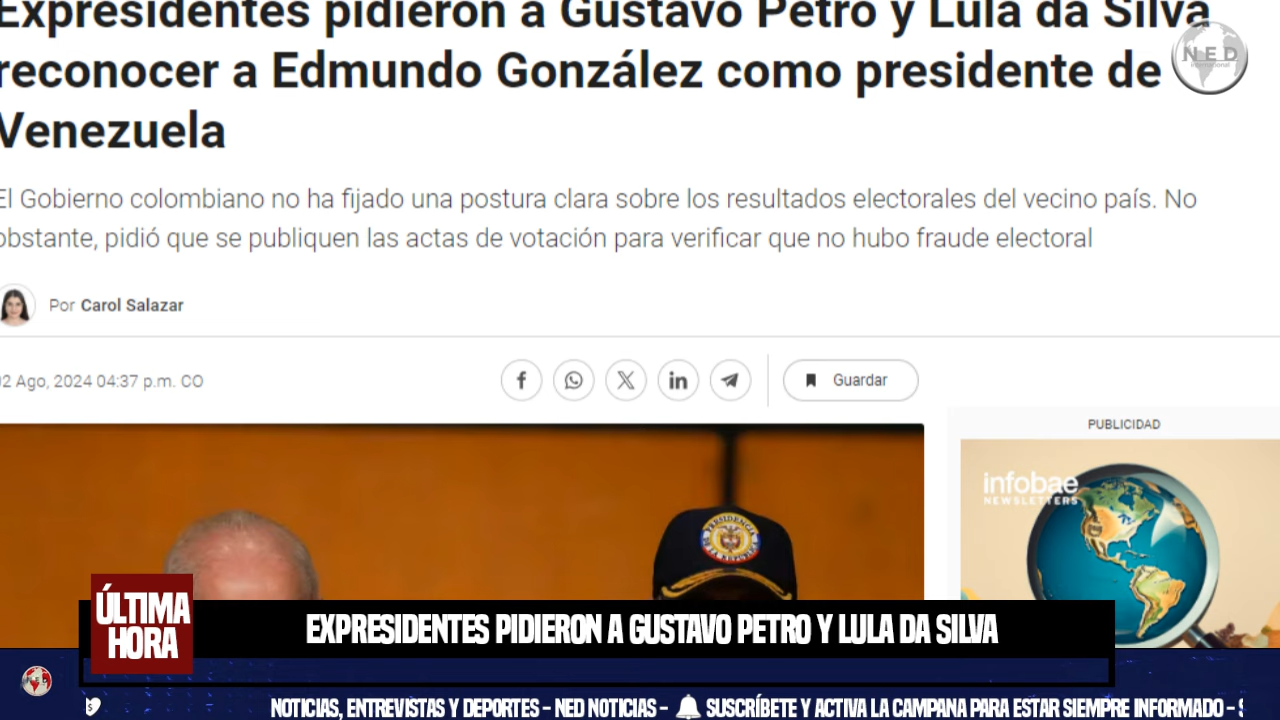 Expresidentes pidieron a Gustavo Petro y Lula da Silva
reconocer a Edmundo González como presidente de
Venezuela
NED
international
El Gobierno colombiano no ha fijado una postura clara sobre los resultados electorales del vecino país. No
obstante, pidió que se publiquen las actas de votación para verificar que no hubo fraude electoral
Por Carol Salazar
02 Ago, 2024 04:37 p.m. CO
Guardar
PUBLICIDAD
infobae
NEWSLETTERS
PRESIDENCIA
ÚLTIMA
HORA
EXPRESIDENTES PIDIERON A GUSTAVO PETRO Y LULA DA SILVA
NOTICIAS, ENTREVISTAS Y DEPORTES - NED NOTICIAS - SUSCRÍBETE Y ACTIVA LA CAMPANA PARA ESTAR SIEMPRE INFORMADO -